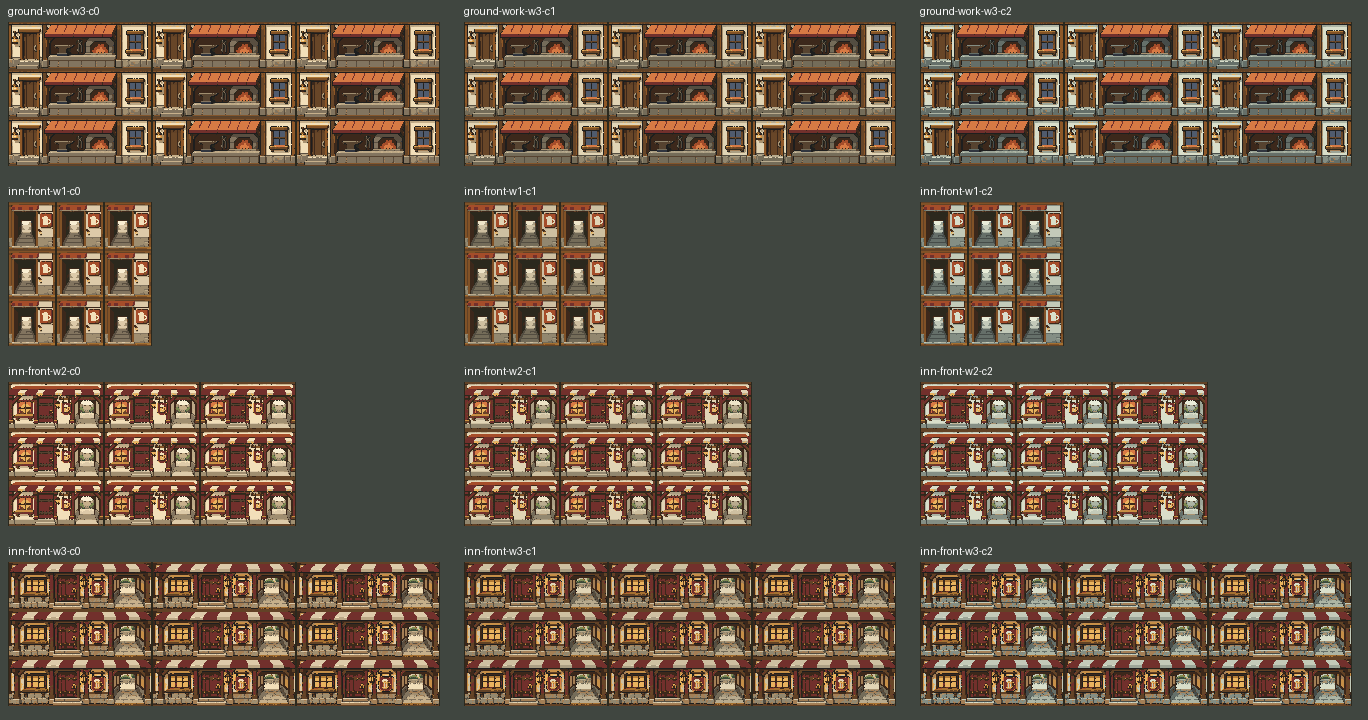 ground-work-w3-c0
ground-work-w3-c1
ground-work-w3-c2
inn-front-w1-c0
inn-front-w1-c1
inn-front-w1-c2
inn-front-w2-c0
inn-front-w2-c1
inn-front-w2-c2
inn-front-w3-c0
inn-front-w3-c1
inn-front-w3-c2